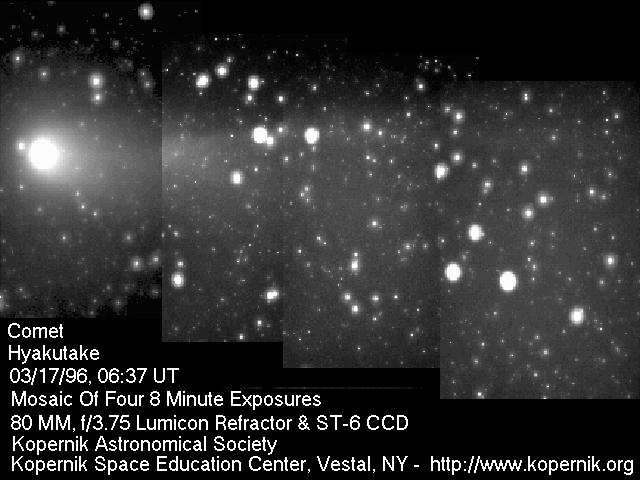 Comet
Hyakutake
03/17/96, 06:37 UT
Mosaic Of Four 8 Minute Exposures
80 MM, f/3.75 Lumicon Refractor & ST-6 CCD
Kopernik Astronomical Society
Kopernik Space Education Center, Vestal, NY - http://www.kopernik.org